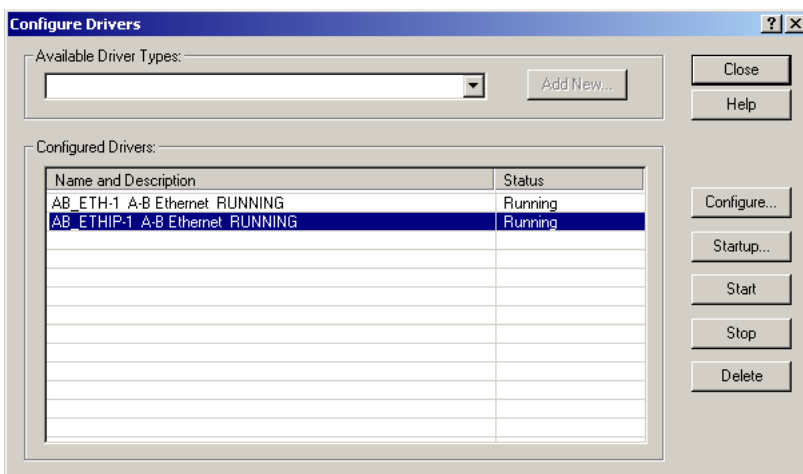 Configure Drivers
Available Driver Types:
Add New...
Close
Help
Configured Drivers:
Name and Description Status
AB_ETH-1 A-B Ethernet RUNNING Running
AB_ETHIP-1 A-B Ethernet RUNNING Running
Configure...
Startup...
Start
Stop
Delete